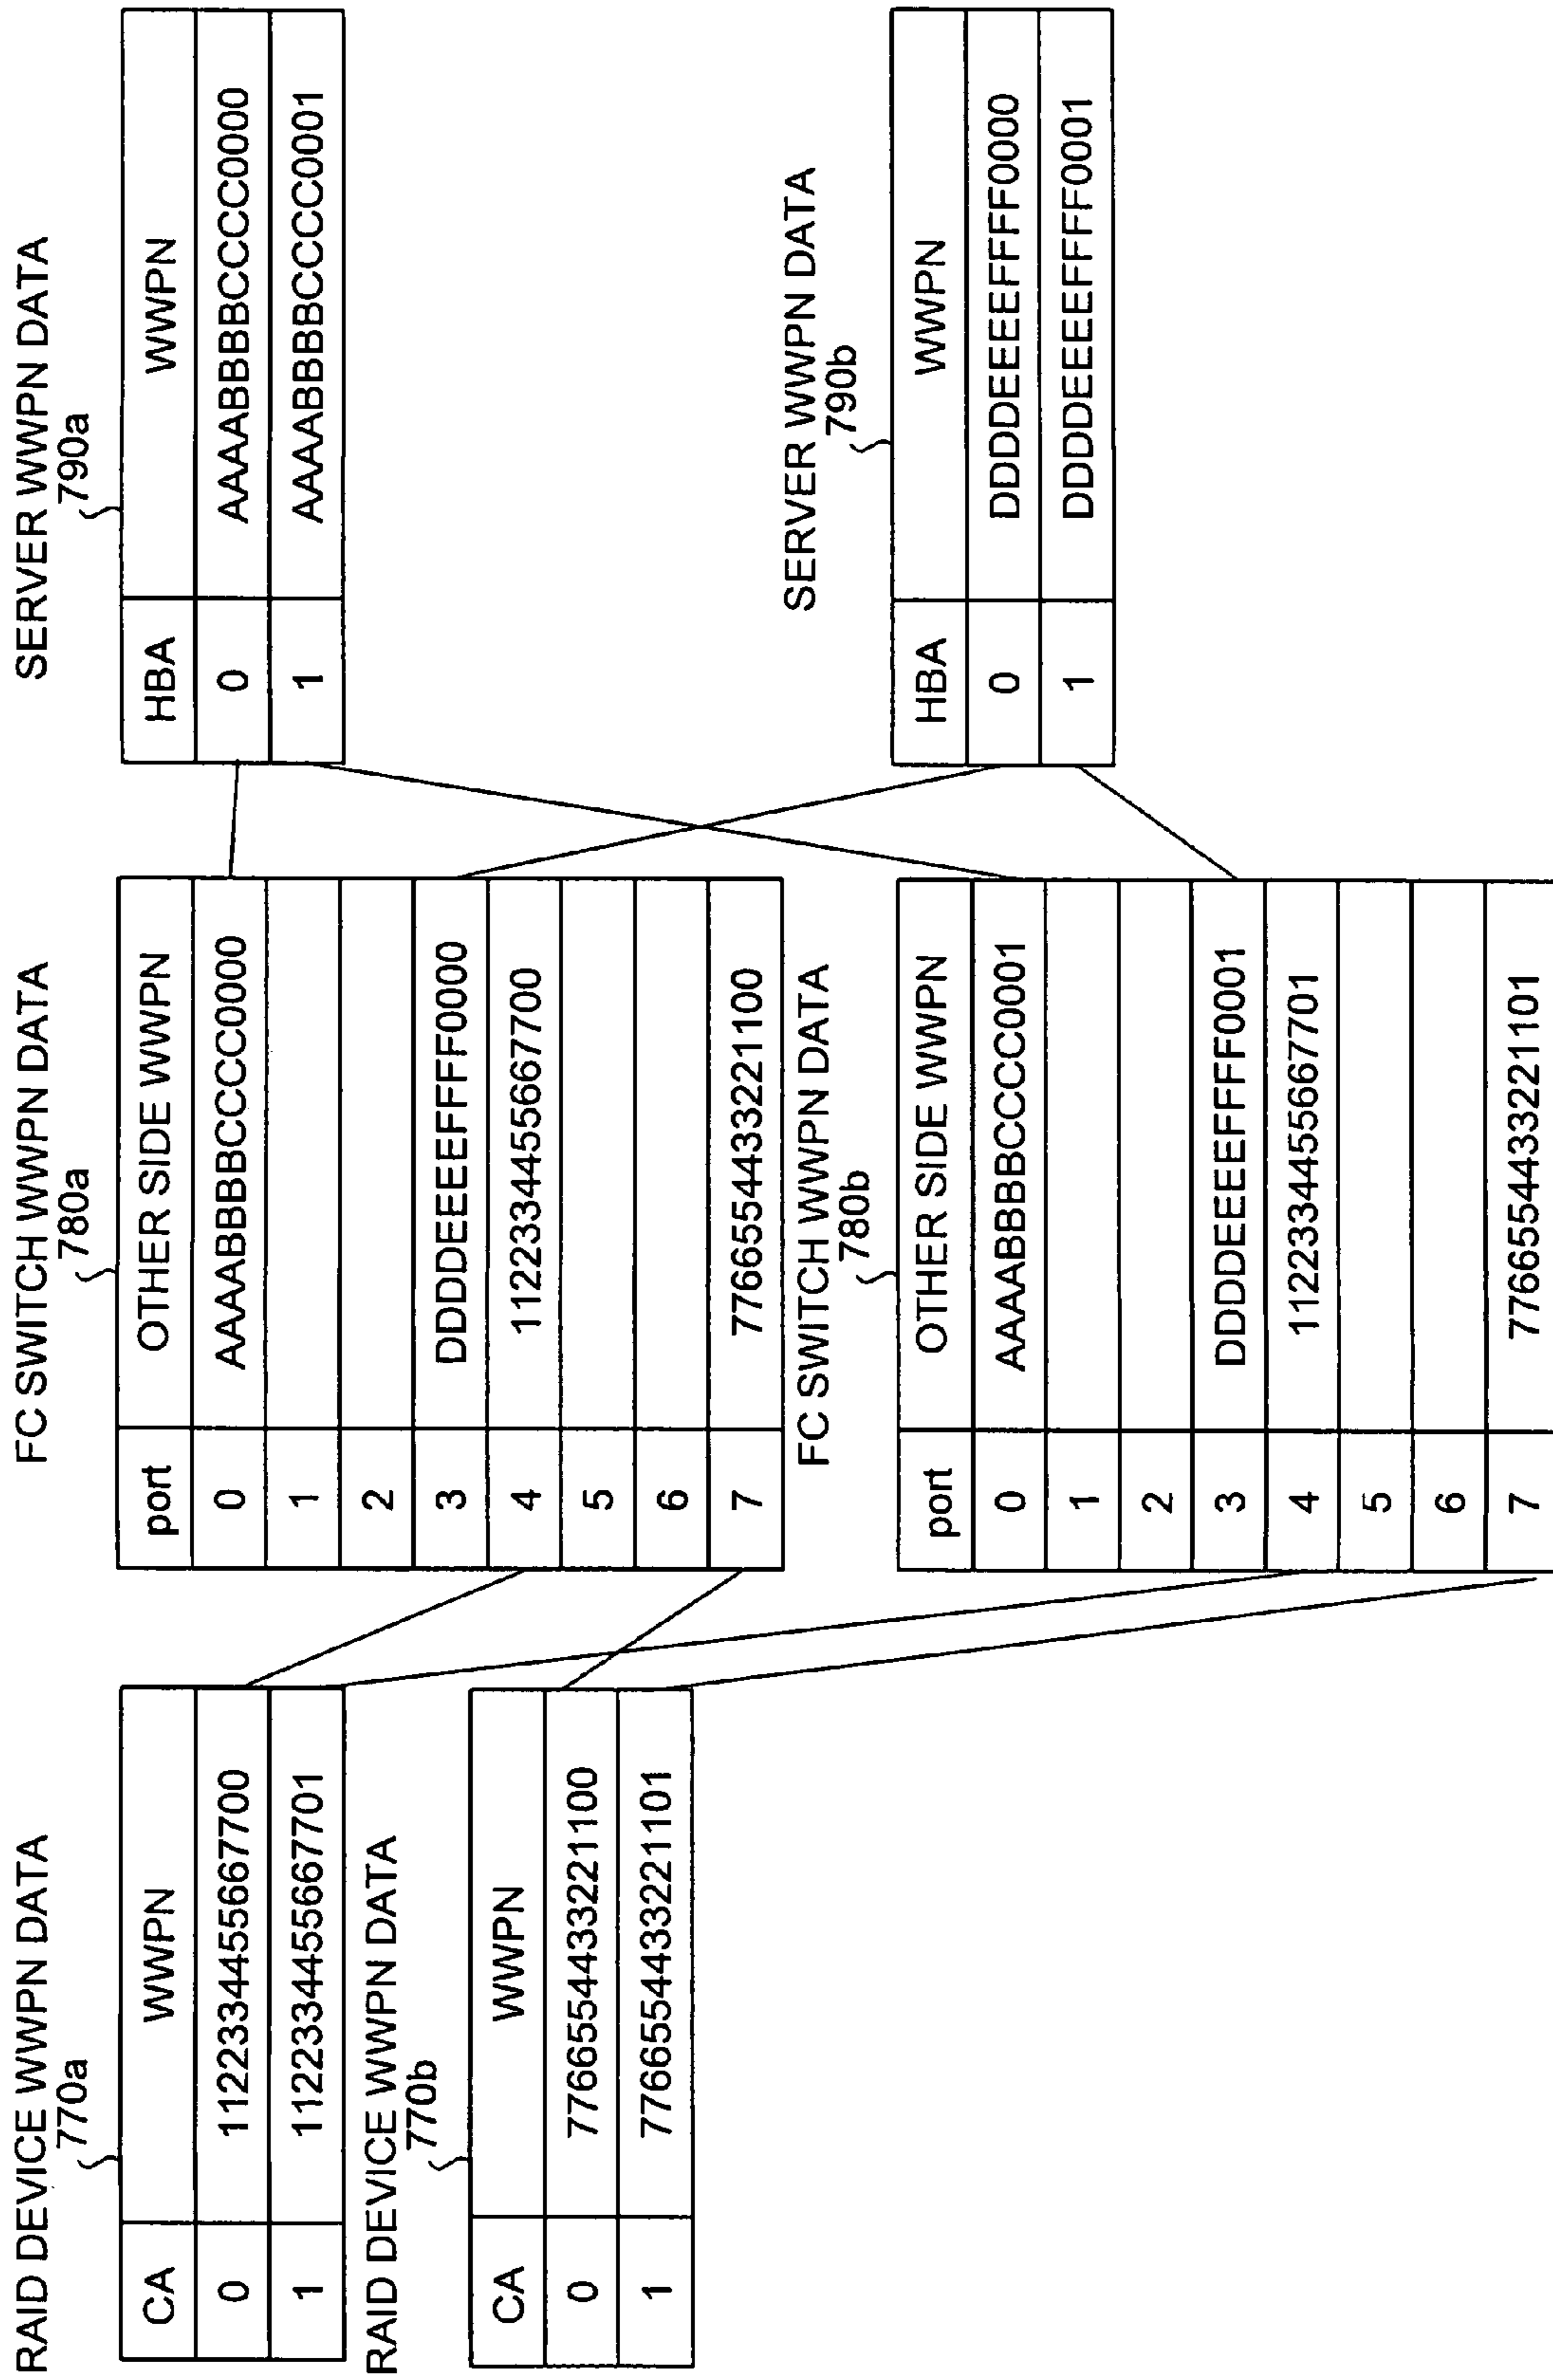 RAID DEVICE WWPN DATA
770a
CA WWPN
0 1122334455667700
1 1122334455667701
RAID DEVICE WWPN DATA
770b
CA WWPN
0 7766554433221100
1 7766554433221101
FC SWITCH WWPN DATA
780a
port OTHER SIDE WWPN
0 AAAABBBBCCCC0000
1
2
3 DDDDEEEEFFFF0000
4 1122334455667700
5
6
7 7766554433221100
FC SWITCH WWPN DATA
780b
port OTHER SIDE WWPN
0 AAAABBBBCCCC0001
1
2
3 DDDDEEEEFFFF0001
4 1122334455667701
5
6
7 7766554433221101
SERVER WWPN DATA
790a
HBA WWPN
0 AAAABBBBCCCC0000
1 AAAABBBBCCCC0001
SERVER WWPN DATA
790b
HBA WWPN
0 DDDDEEEEFFFF0000
1 DDDDEEEEFFFF0001